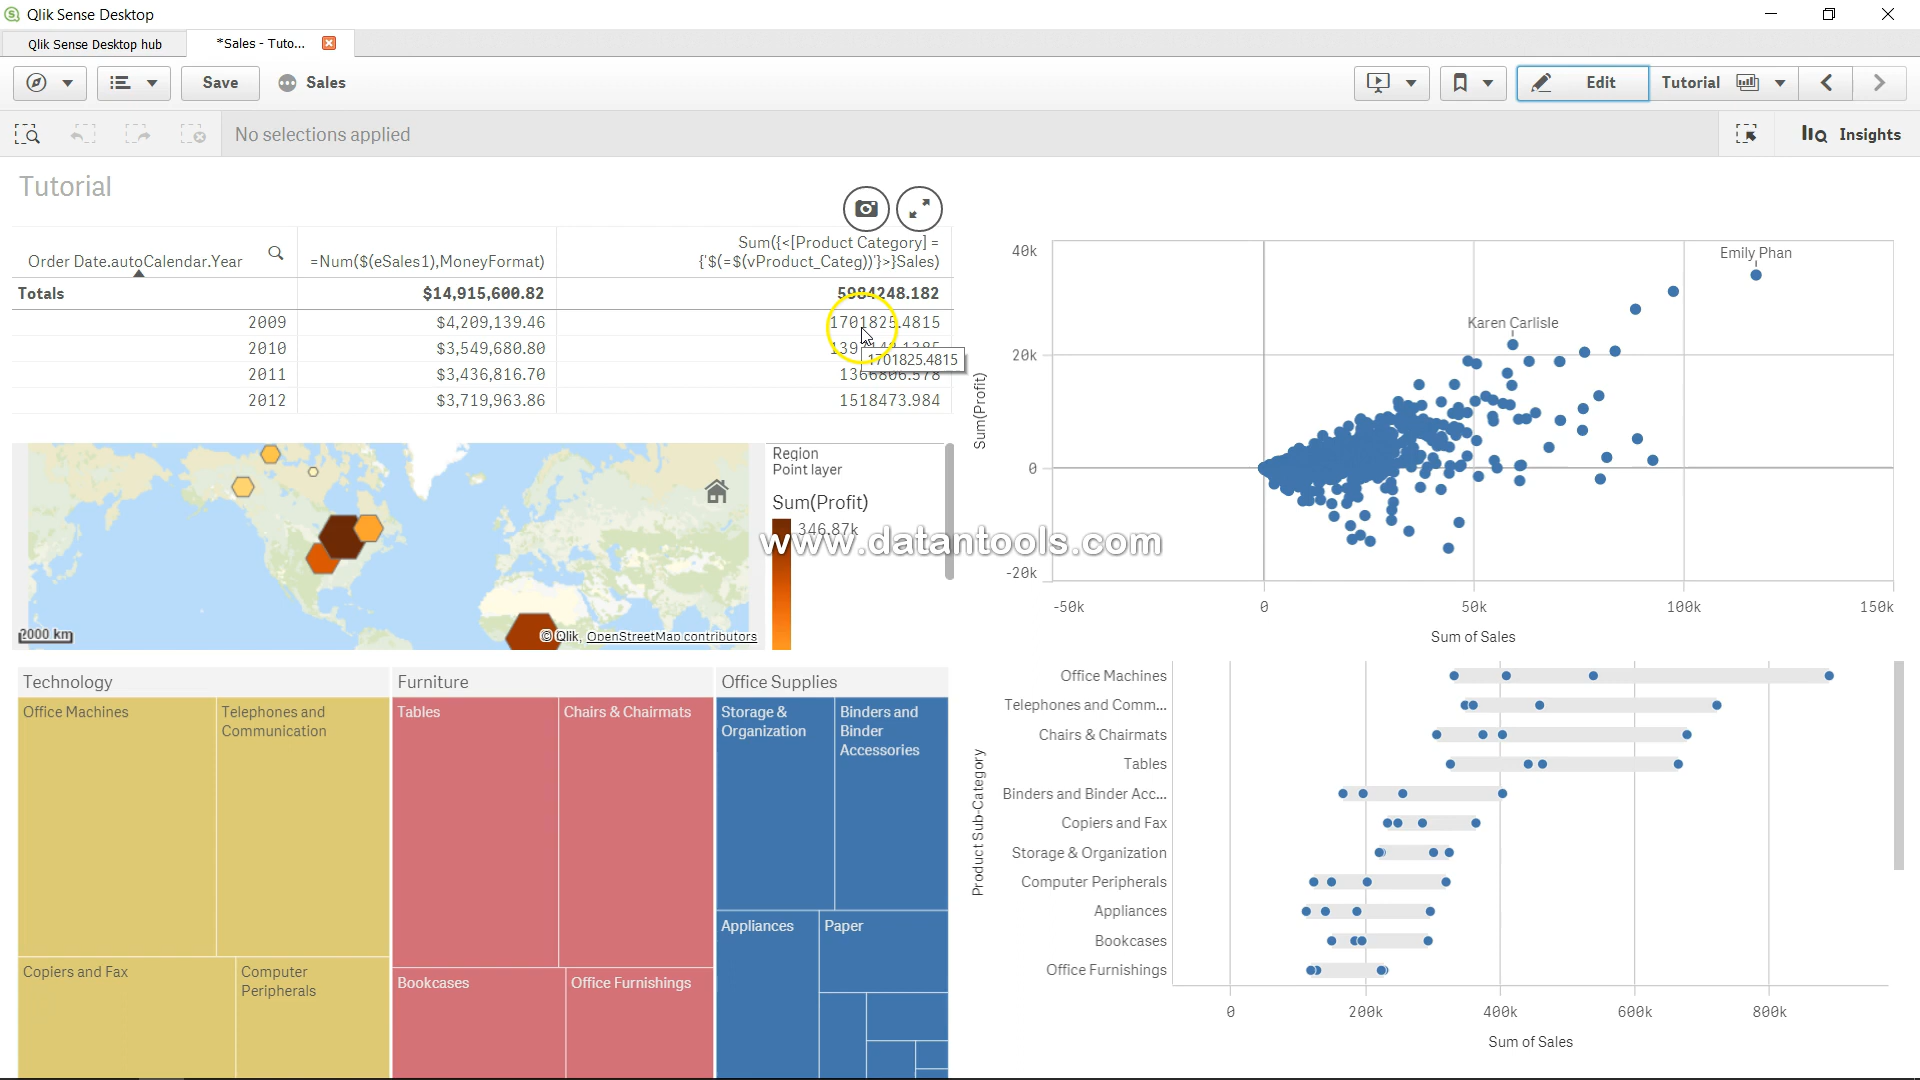 Qlik Sense Desktop
Qlik Sense Desktop hub
*Sales - Tuto...
Save
Sales
Edit
Tutorial
No selections applied
Insights
Tutorial
Order Date.autoCalendar.Year
=Num($(eSales1),MoneyFormat)
Sum({<[Product Category] =
{'$(=$(vProduct_Categ))'}>}Sales)
Totals
$14,915,600.82
5984248.182
2009
$4,209,139.46
1701825.4815
2010
$3,549,680.80
1701825.4815
2011
$3,436,816.70
1366806.578
2012
$3,719,963.86
1518473.984
Region
Point layer
Sum(Profit)
346.87k
2000 km
© Qlik, OpenStreetMap contributors
www.datantools.com
40k
20k
0
-20k
Sum(Profit)
Emily Phan
Karen Carlisle
-50k
0
50k
100k
150k
Sum of Sales
Technology
Office Machines
Telephones and
Communication
Copiers and Fax
Computer
Peripherals
Furniture
Tables
Chairs & Chairmats
Bookcases
Office Furnishings
Office Supplies
Storage &
Organization
Binders and
Binder
Accessories
Appliances
Paper
Product Sub-Category
Office Machines
Telephones and Comm...
Chairs & Chairmats
Tables
Binders and Binder Acc...
Copiers and Fax
Storage & Organization
Computer Peripherals
Appliances
Bookcases
Office Furnishings
0
200k
400k
600k
800k
Sum of Sales